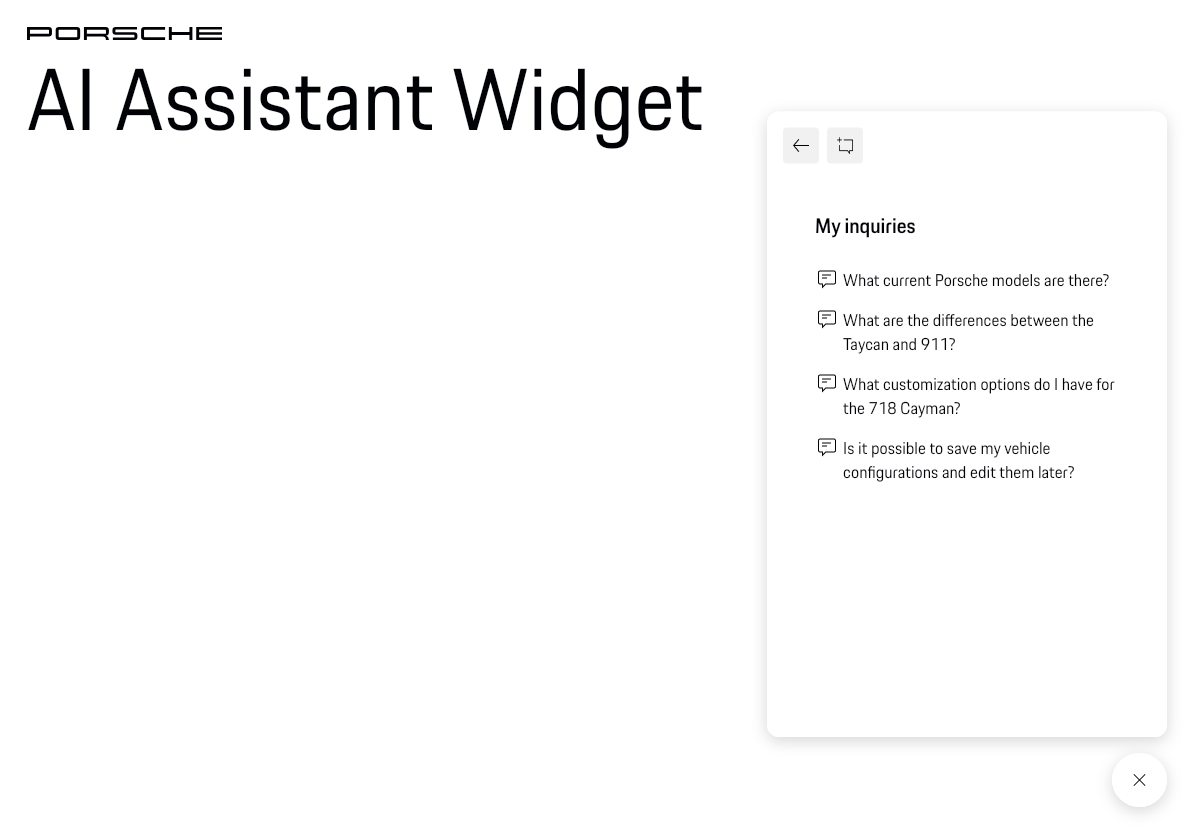 PORSCHE
AI Assistant Widget
My inquiries
What current Porsche models are there?
What are the differences between the
Taycan and 911?
What customization options do I have for
the 718 Cayman?
Is it possible to save my vehicle
configurations and edit them later?